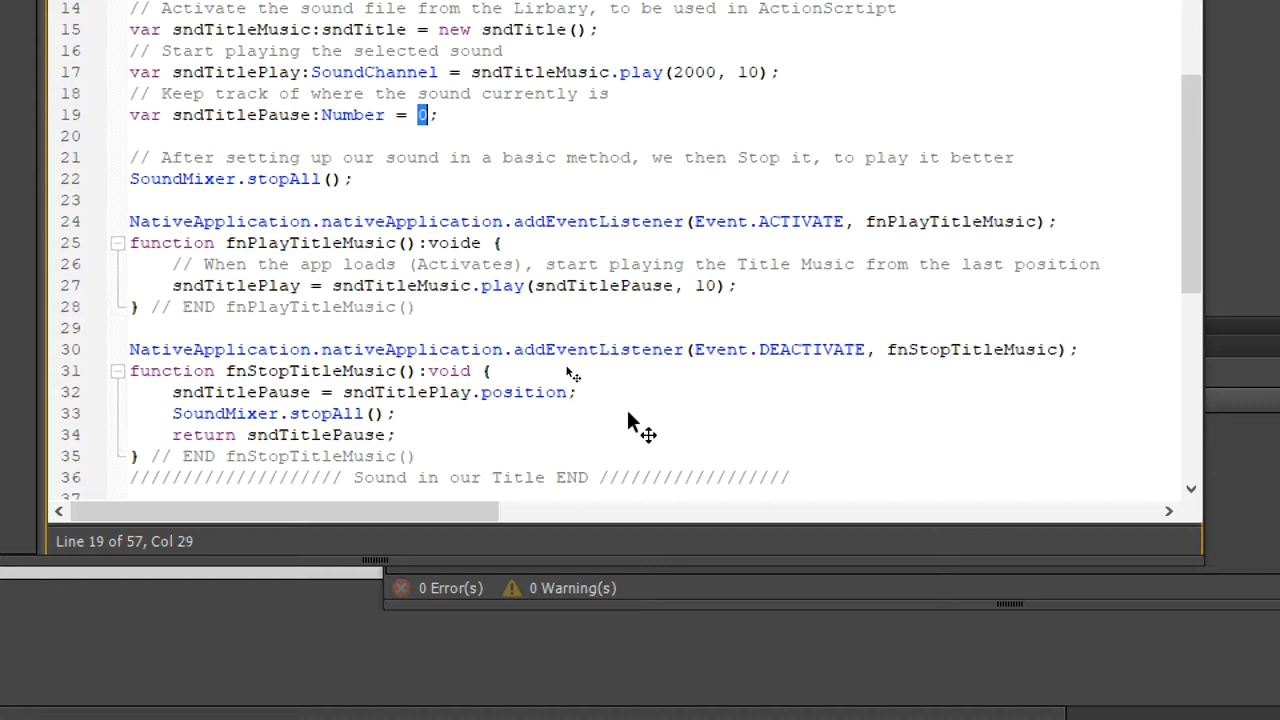 14 // Activate the sound file from the Lirbary, to be used in ActionScrtipt
15 var sndTitleMusic:sndTitle = new sndTitle();
16 // Start playing the selected sound
17 var sndTitlePlay:SoundChannel = sndTitleMusic.play(2000, 10);
18 // Keep track of where the sound currently is
19 var sndTitlePause:Number = 0;
20
21 // After setting up our sound in a basic method, we then Stop it, to play it better
22 SoundMixer.stopAll();
23
24 NativeApplication.nativeApplication.addEventListener(Event.ACTIVATE, fnPlayTitleMusic);
25 function fnPlayTitleMusic():voide {
26 // When the app loads (Activates), start playing the Title Music from the last position
27 sndTitlePlay = sndTitleMusic.play(sndTitlePause, 10);
28 } // END fnPlayTitleMusic()
29
30 NativeApplication.nativeApplication.addEventListener(Event.DEACTIVATE, fnStopTitleMusic);
31 function fnStopTitleMusic():void {
32 sndTitlePause = sndTitlePlay.position;
33 SoundMixer.stopAll();
34 return sndTitlePause;
35 } // END fnStopTitleMusic()
36 //////////////////// Sound in our Title END //////////////////
37
Line 19 of 57, Col 29
0 Error(s) 0 Warning(s)